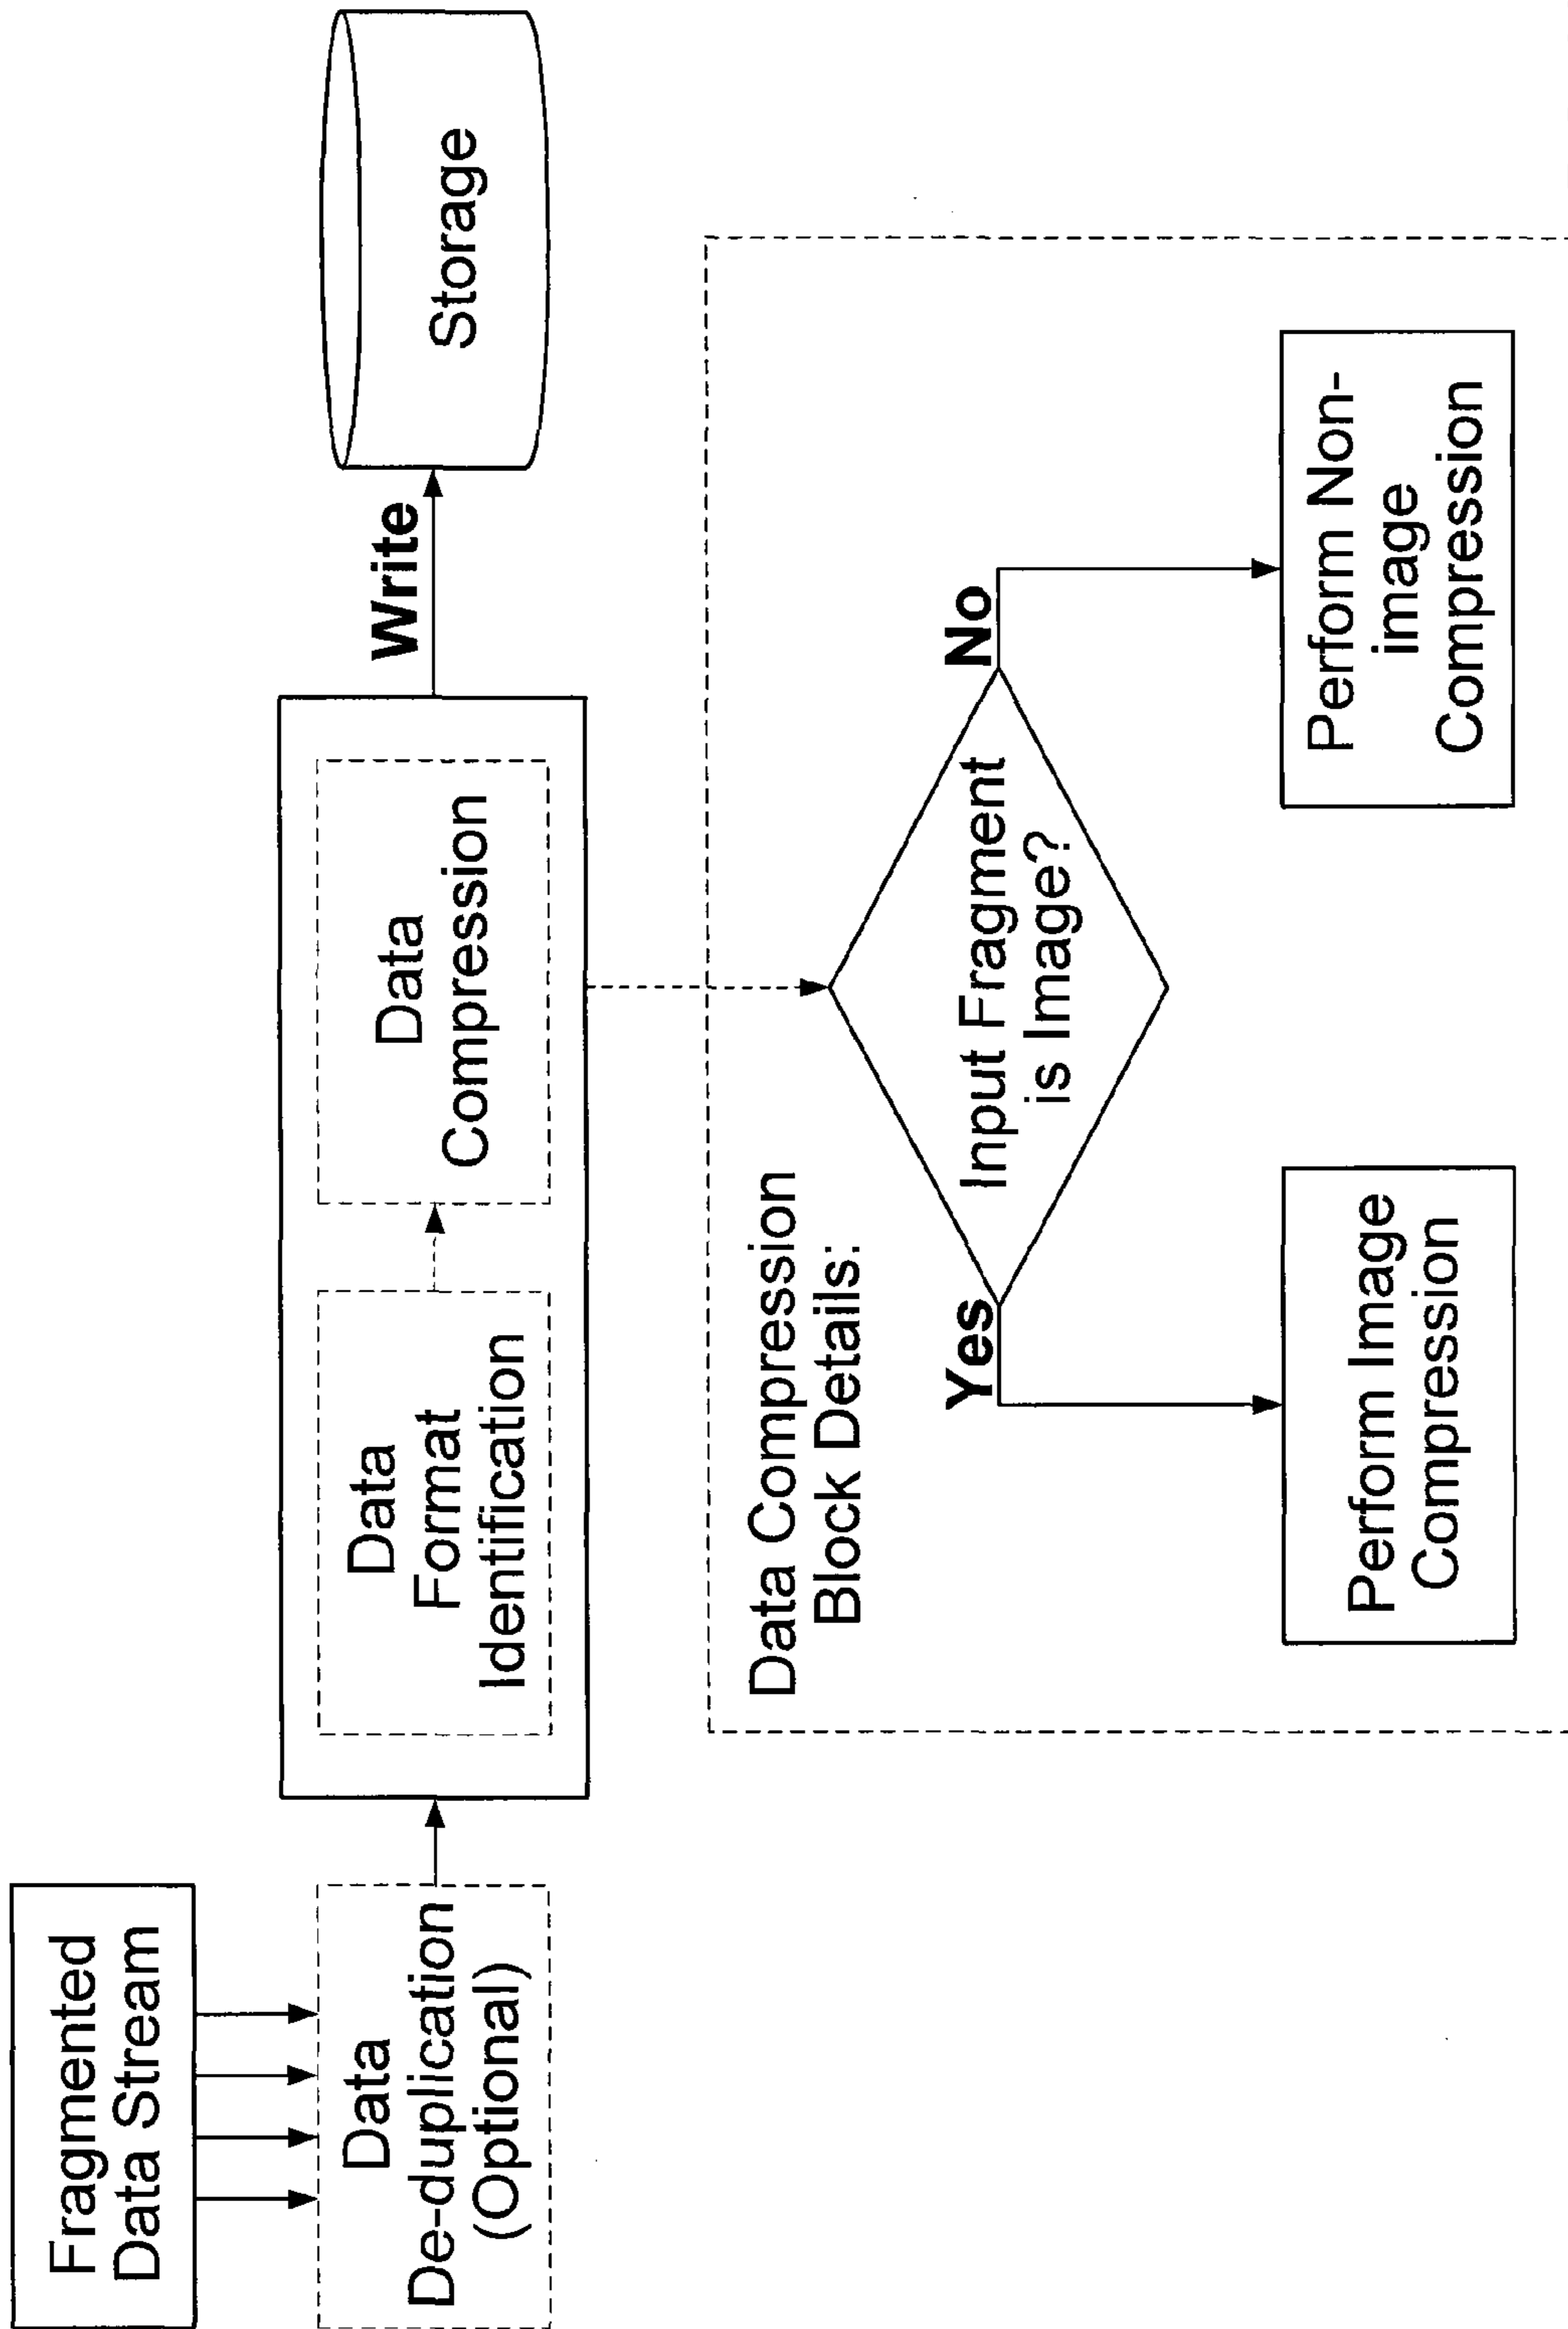 Fragmented
Data Stream
Data
De-duplication
(Optional)
Data
Format
Identification
Data
Compression
Write
Storage
Data Compression
Block Details:
Input Fragment
is Image?
Yes
No
Perform Image
Compression
Perform Non-
image
Compression